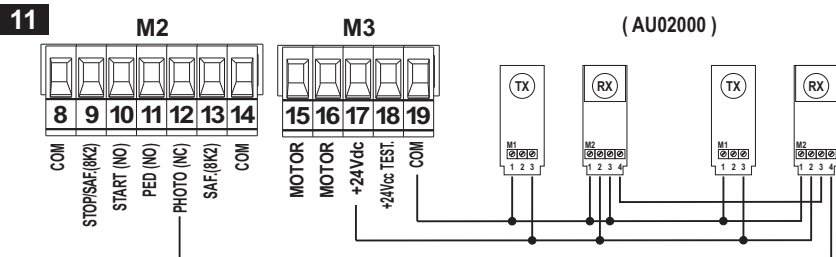 11
M2
M3
( AU02000 )
8 9 10 11 12 13 14
COM
STOP/SAF.(8K2)
START (NO)
PED (NO)
PHOTO (NC)
SAF.(8K2)
COM
15 16 17 18 19
MOTOR
MOTOR
+24Vdc
+24Vcc TEST.
COM
TX
M1
1 2 3
RX
M2
1 2 3 4
TX
M1
1 2 3
RX
M2
1 2 3 4